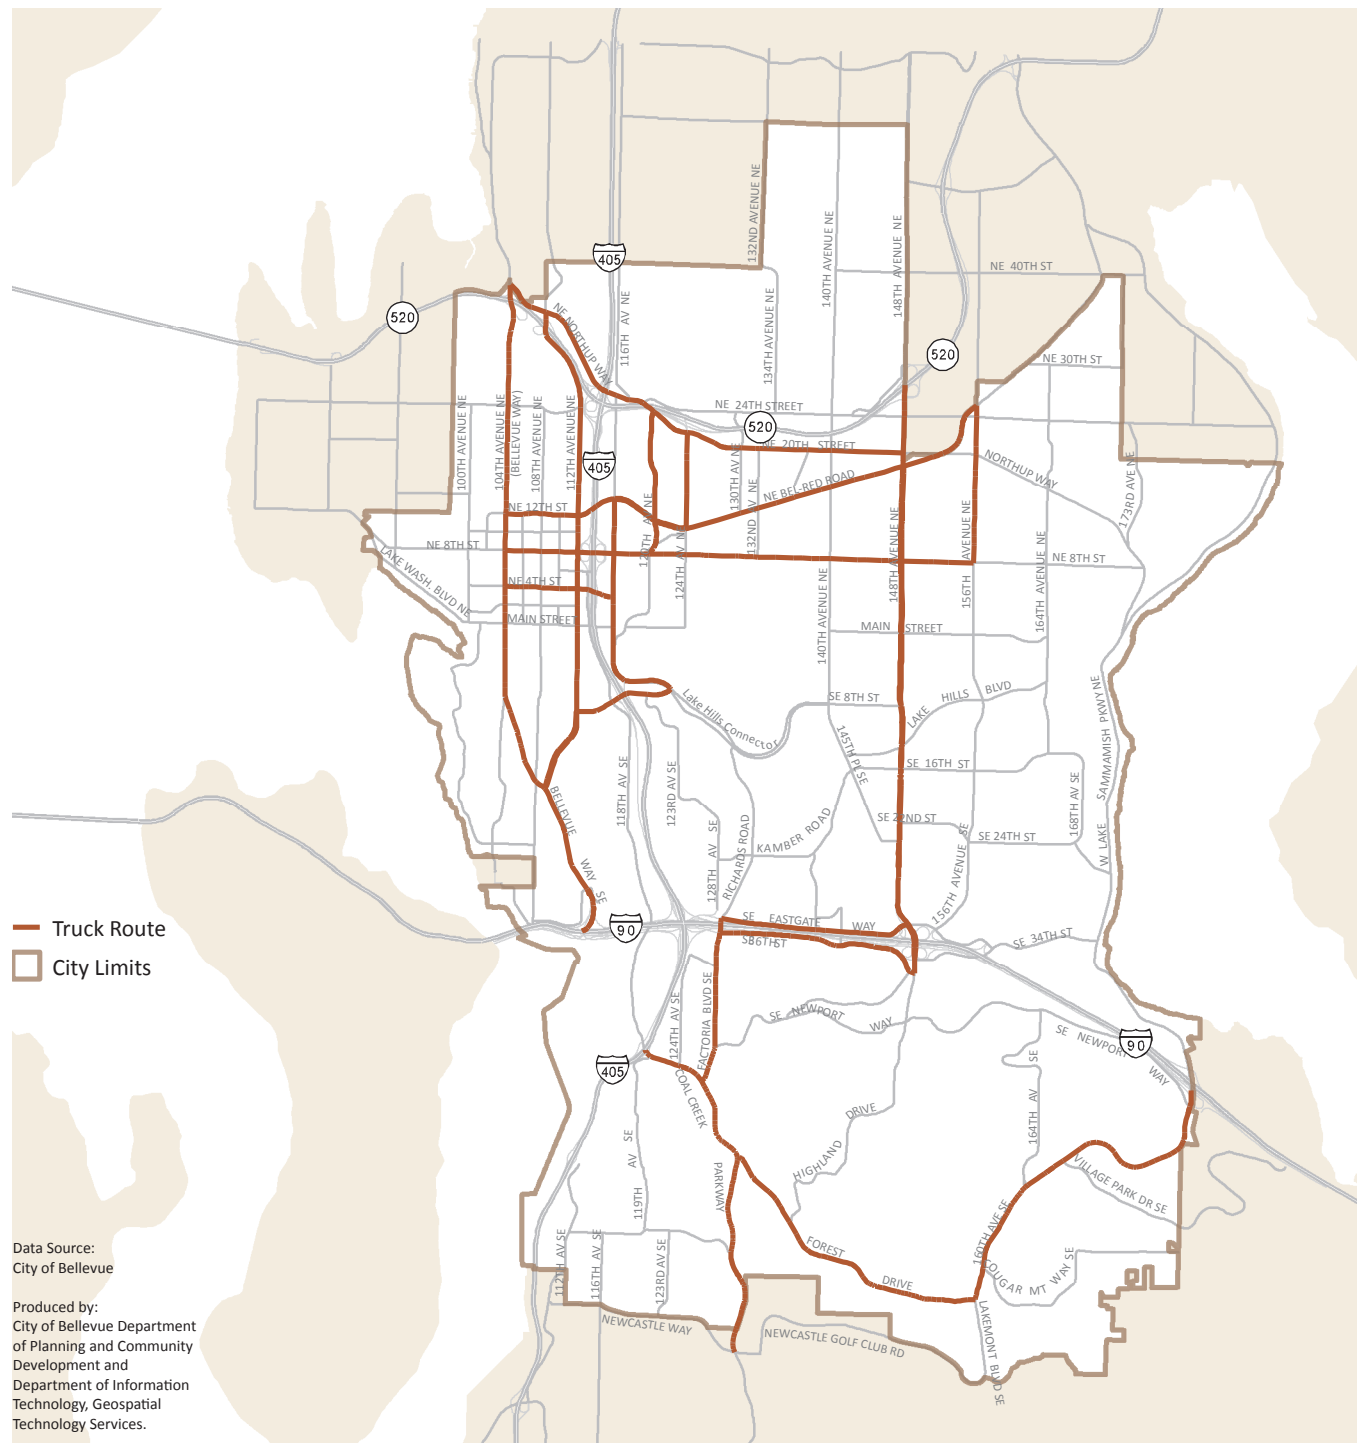 132ND AVENUE NE
140TH AVENUE NE
148TH AVENUE NE
405
NE 40TH ST
520
NE NORTHUP WAY
116TH AV NE
134TH AVENUE NE
520
NE 30TH ST
100TH AVENUE NE
104TH AVENUE NE
(BELLEVUE WAY)
108TH AVENUE NE
112TH AVENUE NE
NE 24TH STREET
520
NE 20TH STREET
405
130TH AV NE
132ND AV NE
NE BEL-RED ROAD
NORTHUP WAY
173RD AVE NE
NE 12TH ST
120TH AV NE
124TH AV NE
148TH AVENUE NE
156TH AVENUE NE
164TH AVENUE NE
NE 8TH ST
NE 8TH ST
LAKE WASH. BLVD NE
NE 4TH ST
MAIN STREET
140TH AVENUE NE
MAIN STREET
Lake Hills Connector
SE 8TH ST
LAKE HILLS BLVD
W LAKE SAMMAMISH PKWY NE
145TH PL SE
SE 16TH ST
BELLEVUE WAY SE
118TH AV SE
123RD AV SE
128TH AV SE
RICHARDS ROAD
KAMBER ROAD
SE 22ND ST
SE 24TH ST
168TH AV SE
156TH AVENUE SE
90
SE EASTGATE WAY
SE 36TH ST
SE 34TH ST
Truck Route
City Limits
124TH AV SE
FACTORIA BLVD SE
SE NEWPORT WAY
SE NEWPORT WAY
90
405
COAL CREEK PARKWAY
164TH AV SE
HIGHLAND DRIVE
119TH AV SE
VILLAGE PARK DR SE
160TH AVE SE
FOREST DRIVE
COUGAR MT WAY SE
112TH AV SE
116TH AV SE
123RD AV SE
NEWCASTLE WAY
NEWCASTLE GOLF CLUB RD
LAKEMONT BLVD SE
Data Source:
City of Bellevue
Produced by:
City of Bellevue Department
of Planning and Community
Development and
Department of Information
Technology, Geospatial
Technology Services.